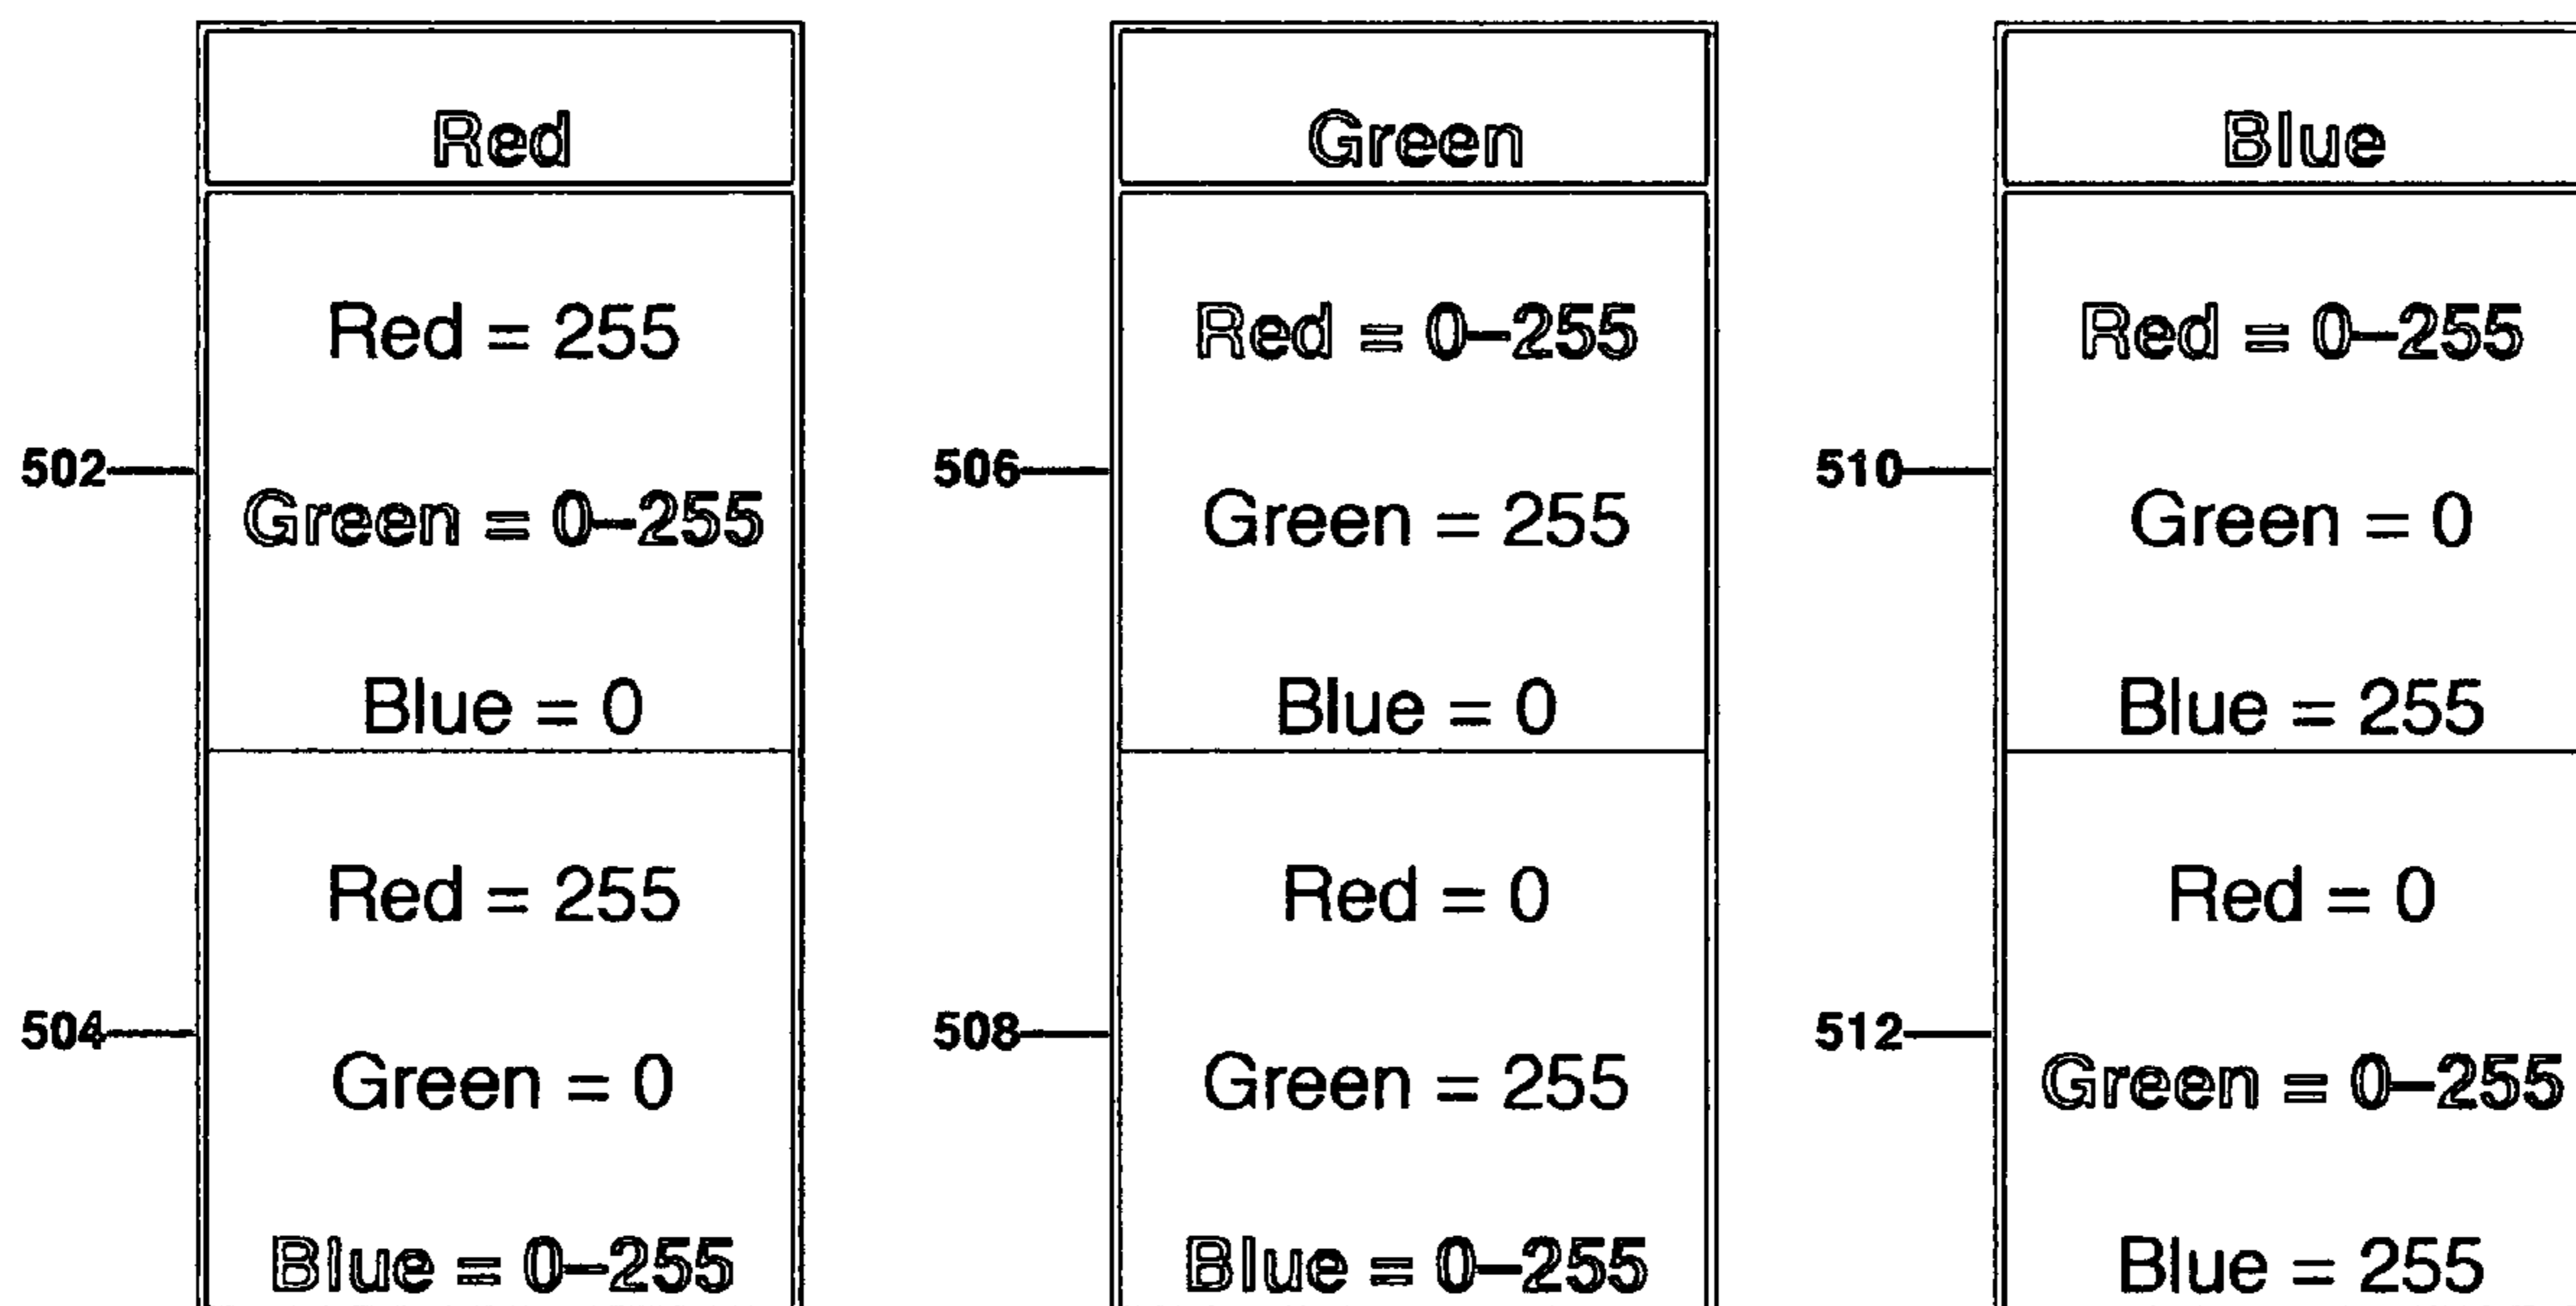 Red
Green
Blue
Red = 255
Red = 0–255
Red = 0–255
502
506
510
Green = 0–255
Green = 255
Green = 0
Blue = 0
Blue = 0
Blue = 255
Red = 255
Red = 0
Red = 0
504
508
512
Green = 0
Green = 255
Green = 0–255
Blue = 0–255
Blue = 0–255
Blue = 255